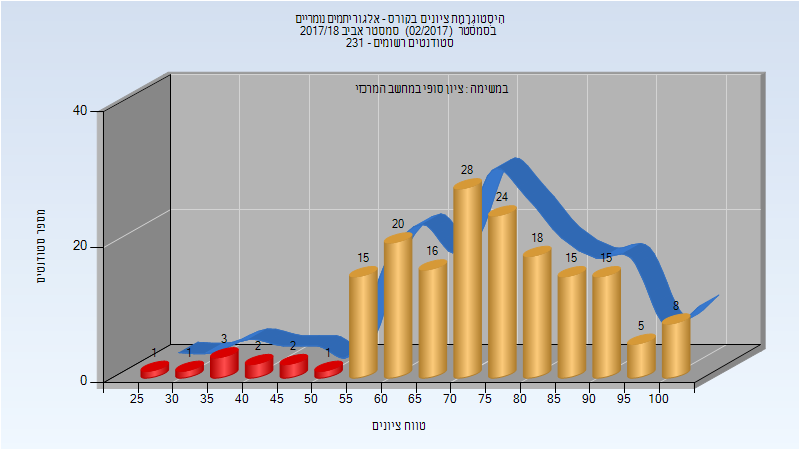 היסטוגרמת ציונים בקורס - אלגוריתמים נומריים
בסמסטר (02/2017) סמסטר אביב 2017/18
סטודנטים רשומים - 231
במשימה : ציון סופי במחשב המרכזי
40
20
0
מספר סטודנטים
1 1 3 2 2 1 15 20 16 28 24 18 15 15 5 8
25 30 35 40 45 50 55 60 65 70 75 80 85 90 95 100
טווח ציונים